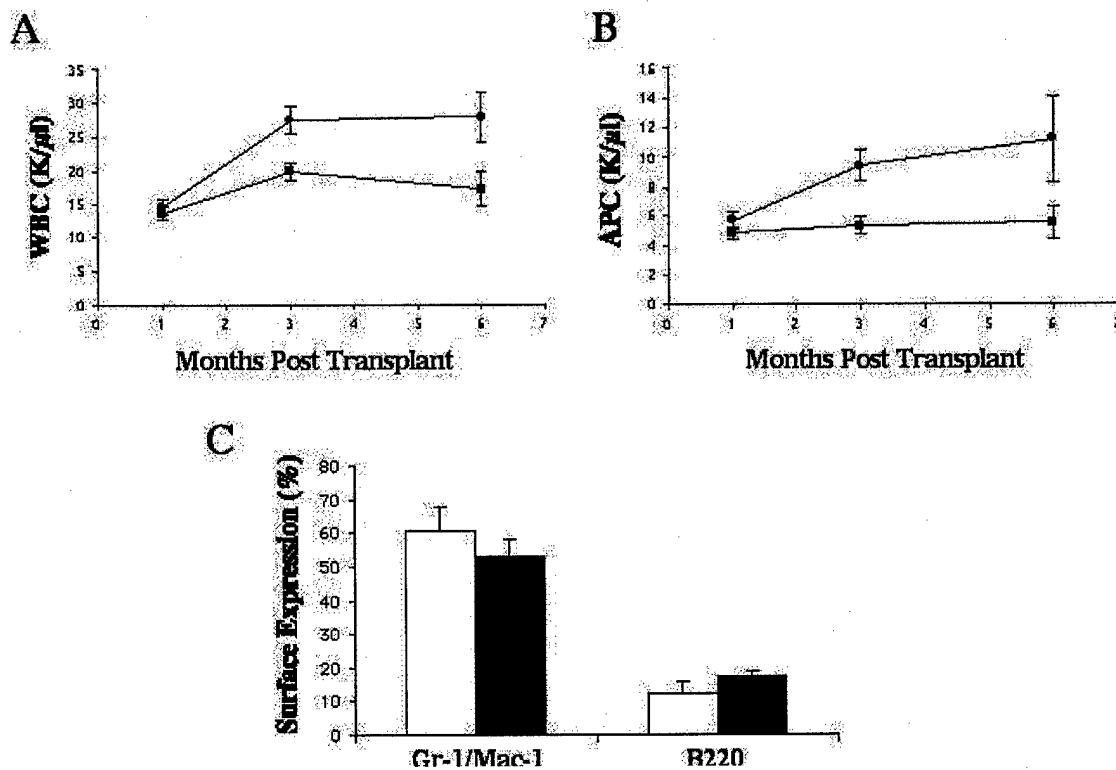 A
WBC (K/µl)
35
30
25
20
15
10
5
0
0 1 2 3 4 5 6 7
Months Post Transplant
B
APC (K/µl)
16
14
12
10
8
6
4
2
0
0 1 2 3 4 5 6
Months Post Transplant
C
Surface Expression (%)
80
70
60
50
40
30
20
10
0
Gr-1/Mac-1 B220